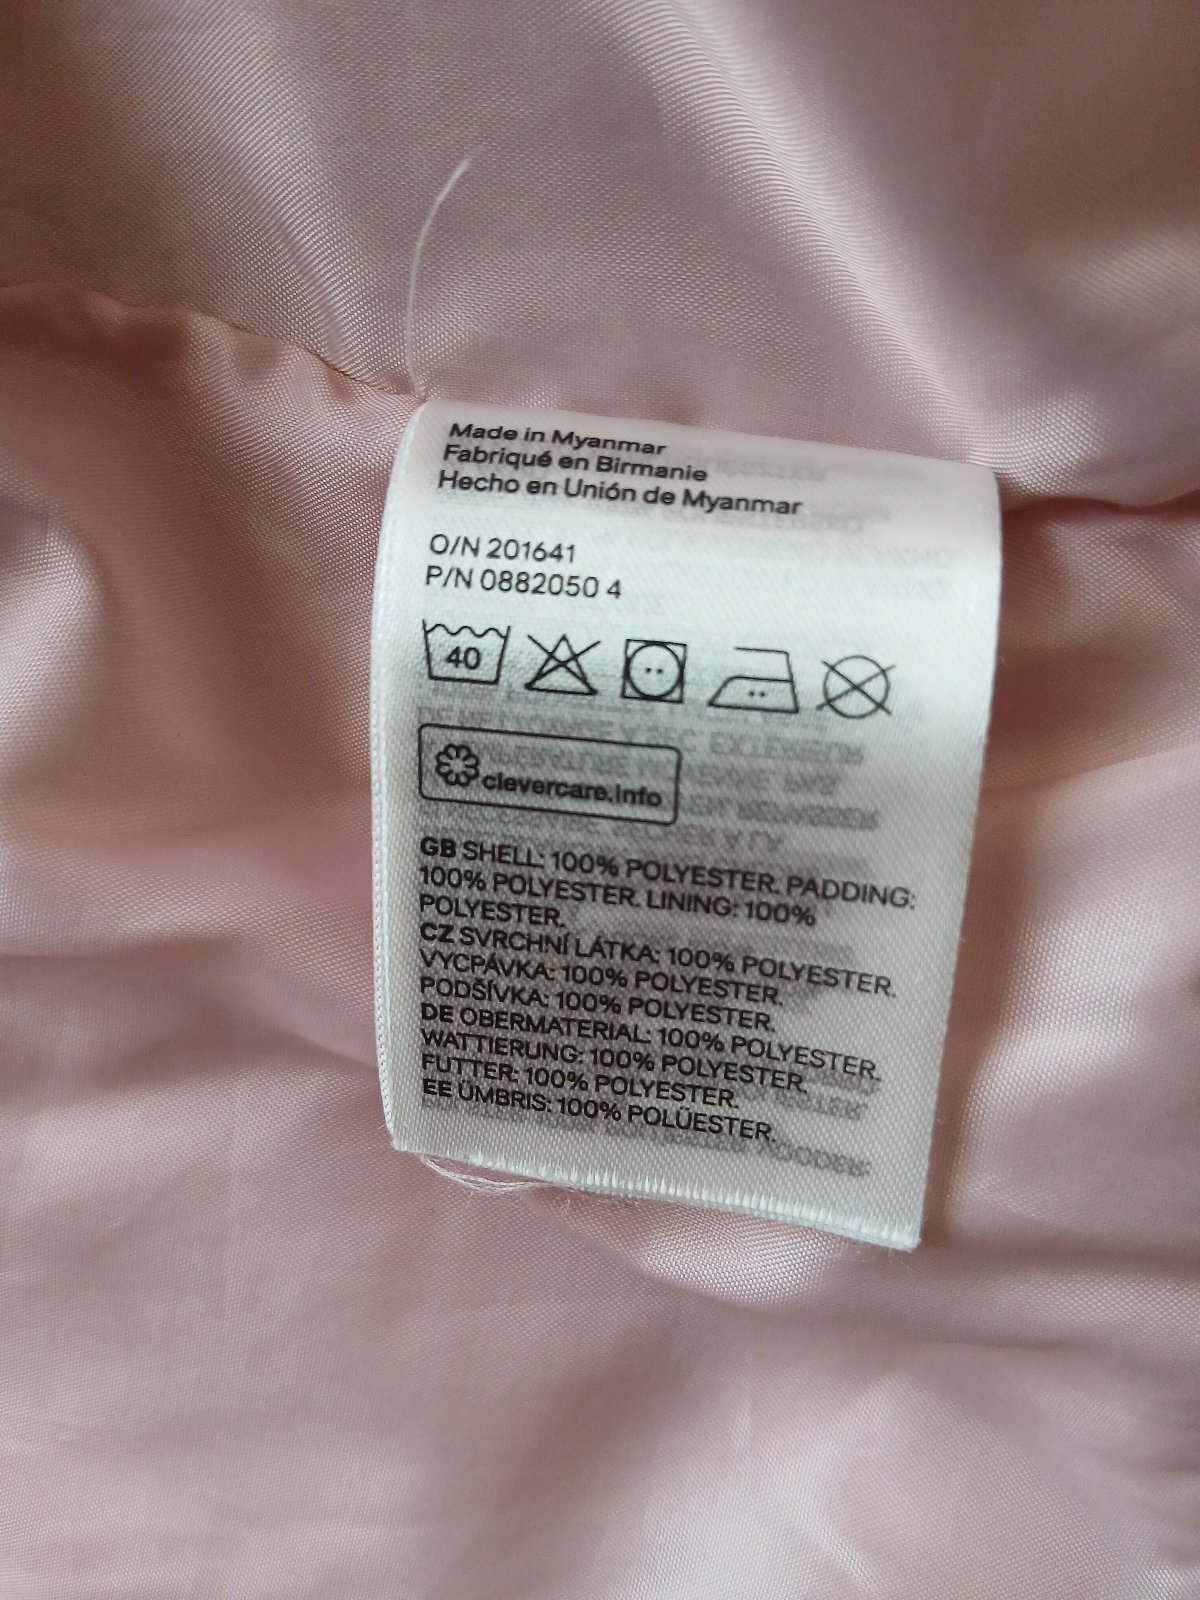 Made in Myanmar
Fabriqué en Birmanie
Hecho en Unión de Myanmar
O/N 201641
P/N 0882050 4
40
clevercare.info
GB SHELL: 100% POLYESTER. PADDING:
100% POLYESTER. LINING: 100%
POLYESTER.
CZ SVRCHNÍ LÁTKA: 100% POLYESTER.
VYCPÁVKA: 100% POLYESTER.
PODŠÍVKA: 100% POLYESTER.
DE OBERMATERIAL: 100% POLYESTER.
WATTIERUNG: 100% POLYESTER.
FUTTER: 100% POLYESTER.
EE ÜMBRIS: 100% POLÜESTER.